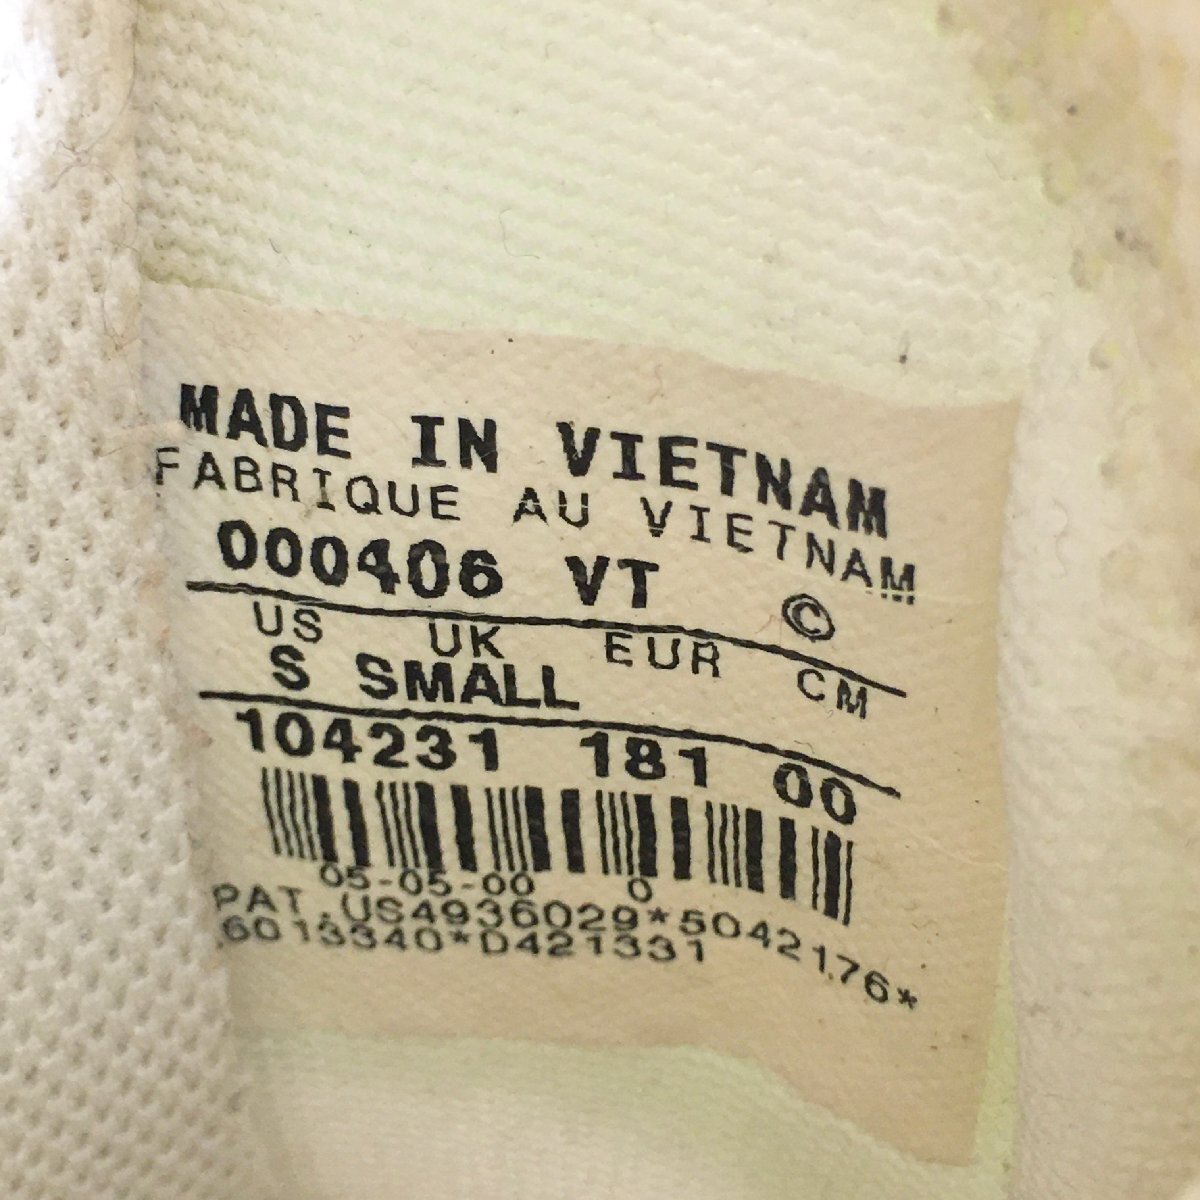 MADE IN VIETNAM
FABRIQUE AU VIETNAM
000406 VT ©
US UK EUR CM
S SMALL
104231 181 00
05-05-00 0
PAT.US4936029*5042176*
6013340*D421331